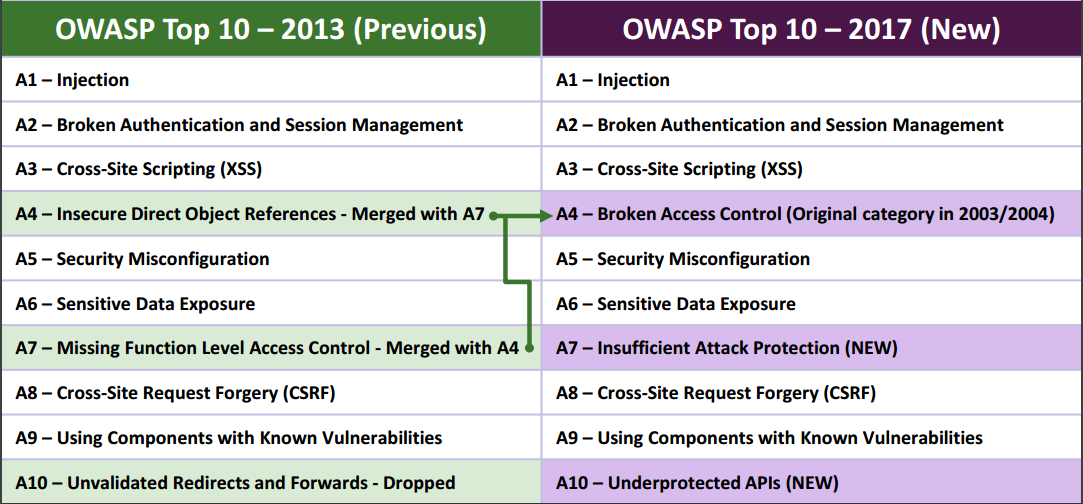 OWASP Top 10 – 2013 (Previous)
OWASP Top 10 – 2017 (New)
A1 – Injection
A1 – Injection
A2 – Broken Authentication and Session Management
A2 – Broken Authentication and Session Management
A3 – Cross-Site Scripting (XSS)
A3 – Cross-Site Scripting (XSS)
A4 – Insecure Direct Object References - Merged with A7
A4 – Broken Access Control (Original category in 2003/2004)
A5 – Security Misconfiguration
A5 – Security Misconfiguration
A6 – Sensitive Data Exposure
A6 – Sensitive Data Exposure
A7 – Missing Function Level Access Control - Merged with A4
A7 – Insufficient Attack Protection (NEW)
A8 – Cross-Site Request Forgery (CSRF)
A8 – Cross-Site Request Forgery (CSRF)
A9 – Using Components with Known Vulnerabilities
A9 – Using Components with Known Vulnerabilities
A10 – Unvalidated Redirects and Forwards - Dropped
A10 – Underprotected APIs (NEW)